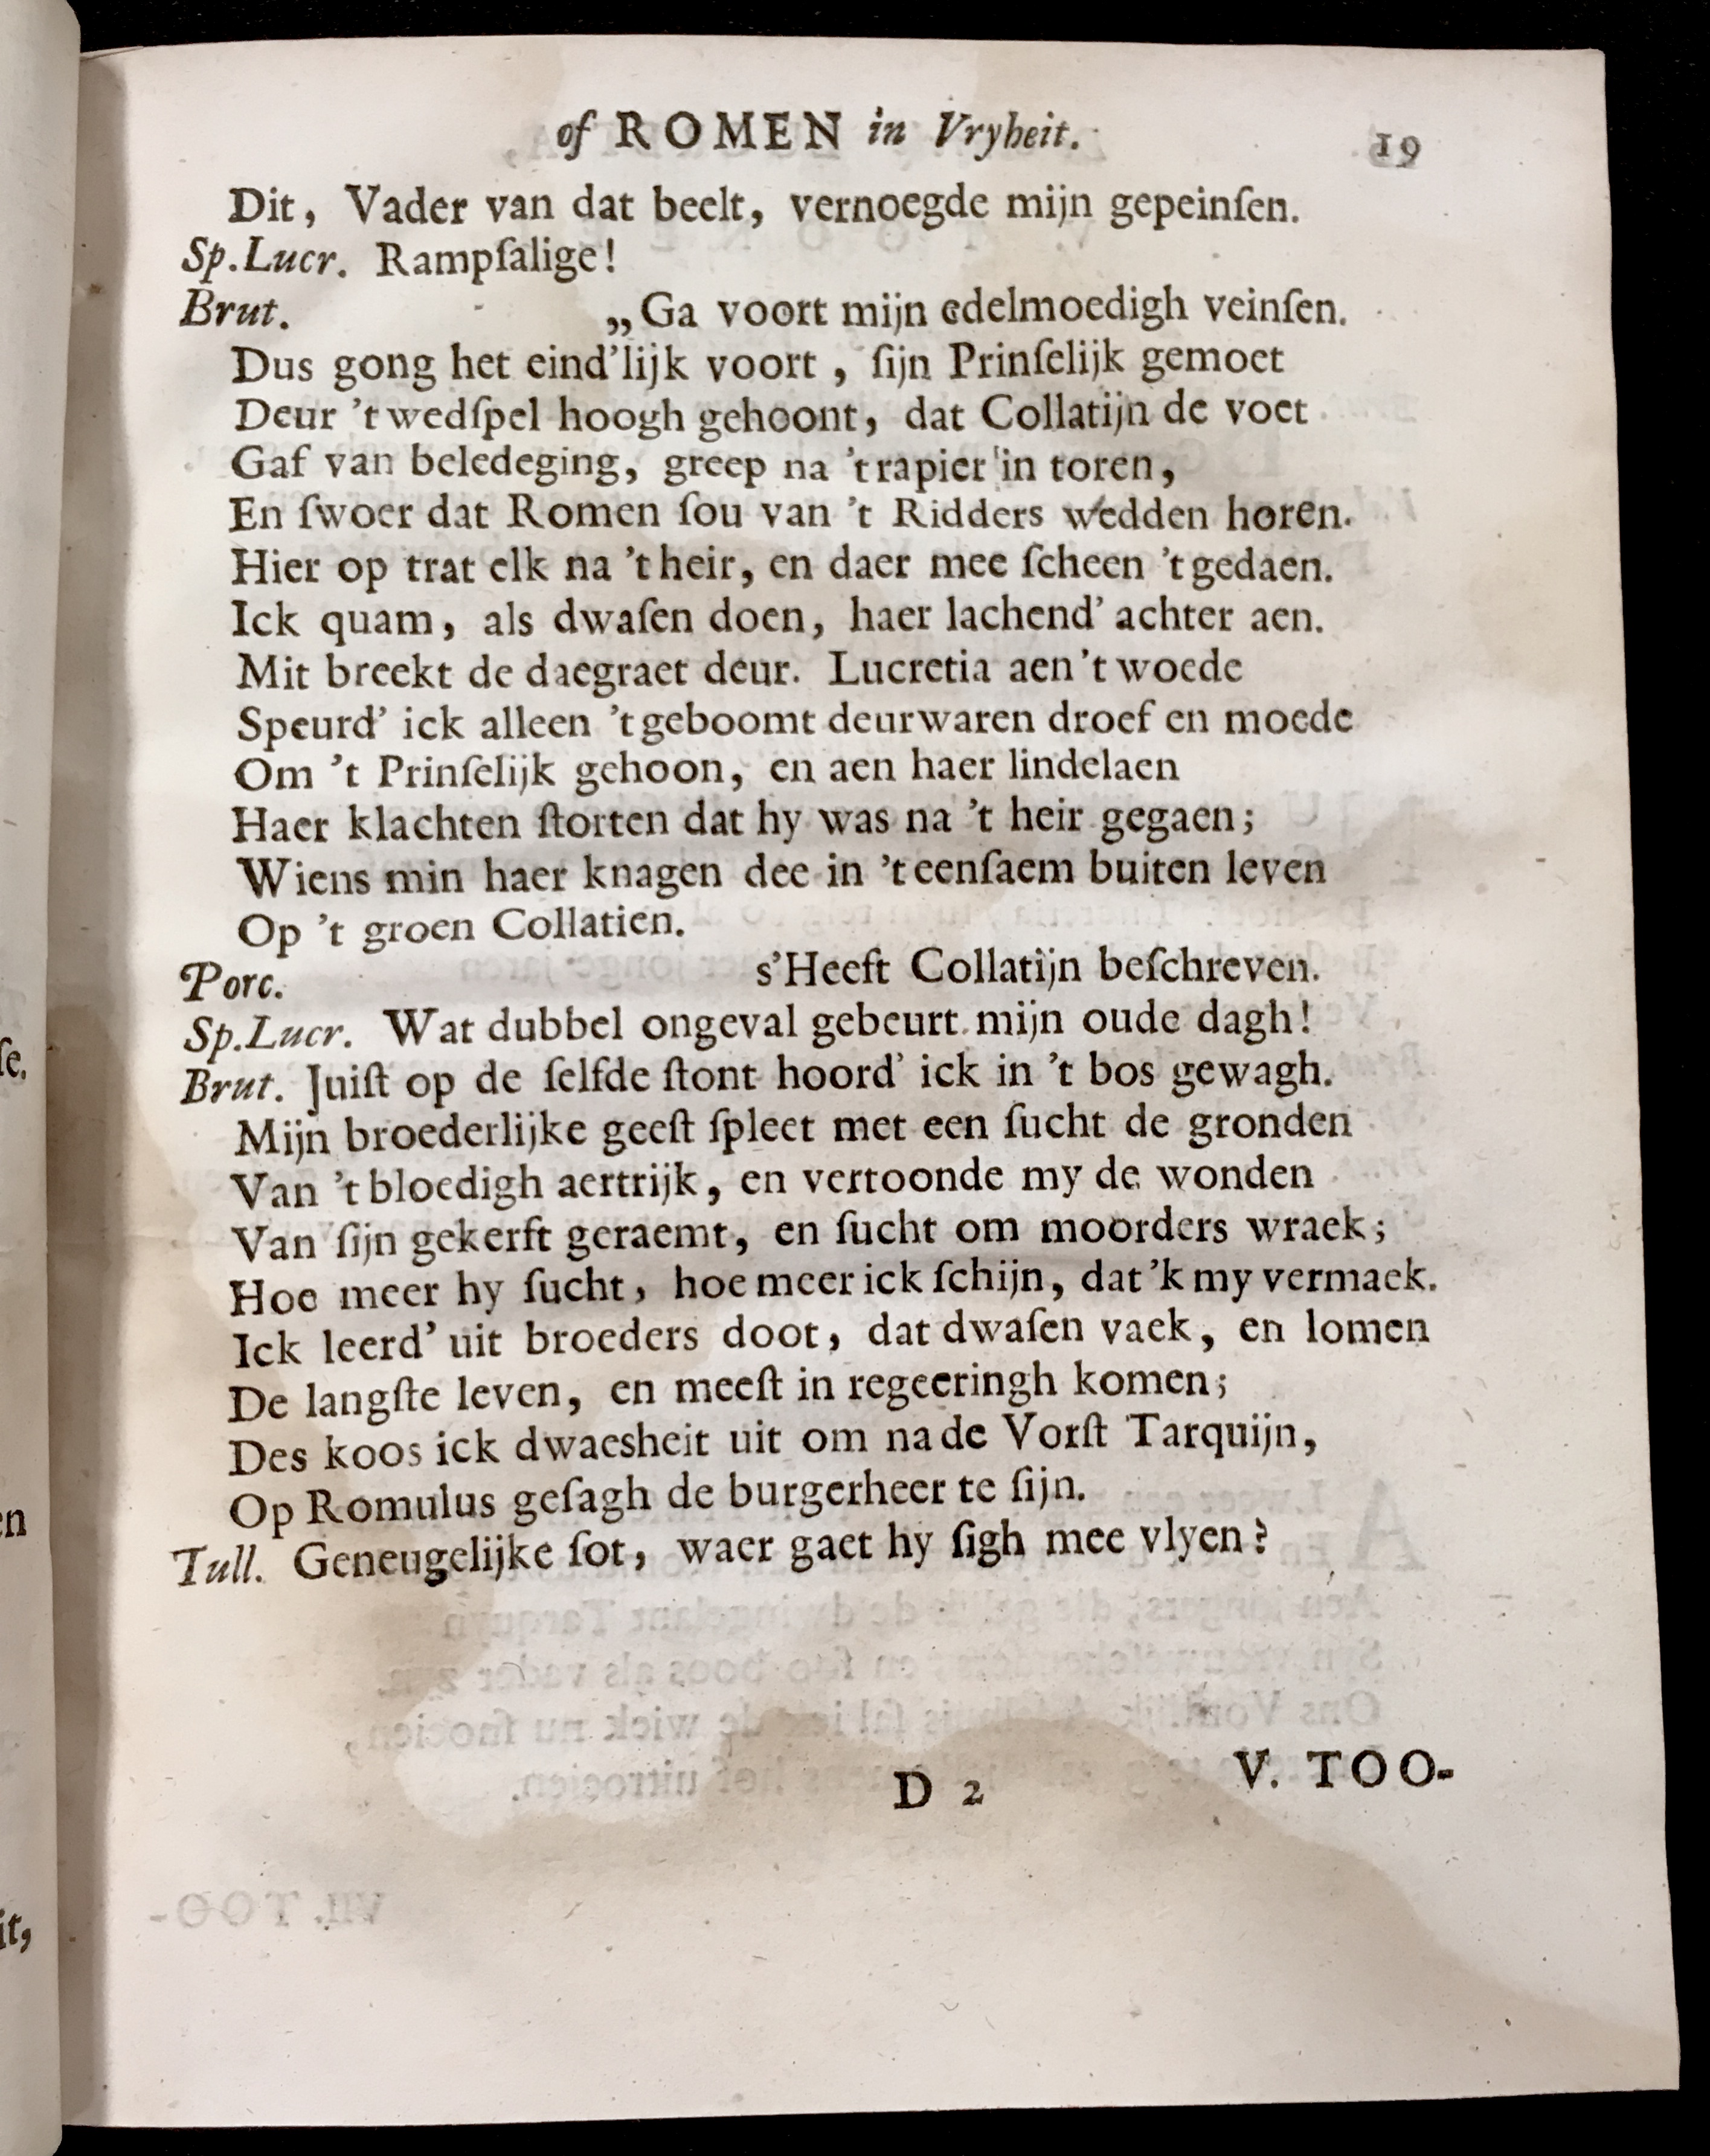 of ROMEN in Vryheit. 19
Dit, Vader van dat beelt, vernoegde mijn gepeinſen.
Sp.Lucr. Rampſalige!
Brut. „Ga voort mijn edelmoedigh veinſen.
Dus gong het eind'lijk voort, ſijn Prinſelijk gemoet
Deur 't wedſpel hoogh gehoont, dat Collatijn de voet
Gaf van beledeging, greep na 't rapier in toren,
En ſwoer dat Romen ſou van 't Ridders wedden horen.
Hier op trat elk na 't heir, en daer mee ſcheen 't gedaen.
Ick quam, als dwaſen doen, haer lachend' achter aen.
Mit breekt de daegraet deur. Lucretia aen 't woede
Speurd' ick alleen 't geboomt deurwaren droef en moede
Om 't Prinſelijk gehoon, en aen haer lindelaen
Haer klachten ſtorten dat hy was na 't heir gegaen;
Wiens min haer knagen dee in 't eenſaem buiten leven
Op 't groen Collatien.
Porc. s'Heeft Collatijn beſchreven.
Sp.Lucr. Wat dubbel ongeval gebeurt mijn oude dagh!
Brut. Juiſt op de ſelfde ſtont hoord' ick in 't bos gewagh.
Mijn broederlijke geeſt ſpleet met een ſucht de gronden
Van 't bloedigh aertrijk, en vertoonde my de wonden
Van ſijn gekerft geraemt, en ſucht om moorders wraek;
Hoe meer hy ſucht, hoe meer ick ſchijn, dat 'k my vermaek.
Ick leerd' uit broeders doot, dat dwaſen vaek, en lomen
De langſte leven, en meeſt in regeeringh komen;
Des koos ick dwaesheit uit om na de Vorſt Tarquijn,
Op Romulus geſagh de burgerheer te ſijn.
Tull. Geneugelijke ſot, waer gaet hy ſigh mee vlyen?
D 2 V. TOO-
ſe.
en
it,